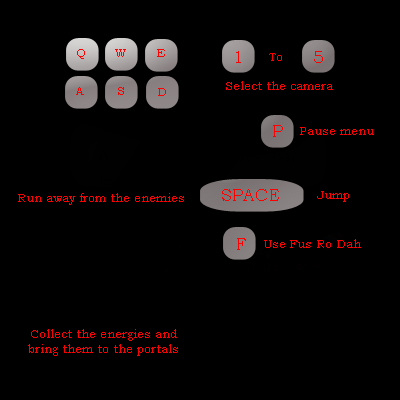 Q W E
A S D
1 To 5
Select the camera
P Pause menu
Run away from the enemies
SPACE Jump
F Use Fus Ro Dah
Collect the energies and
bring them to the portals